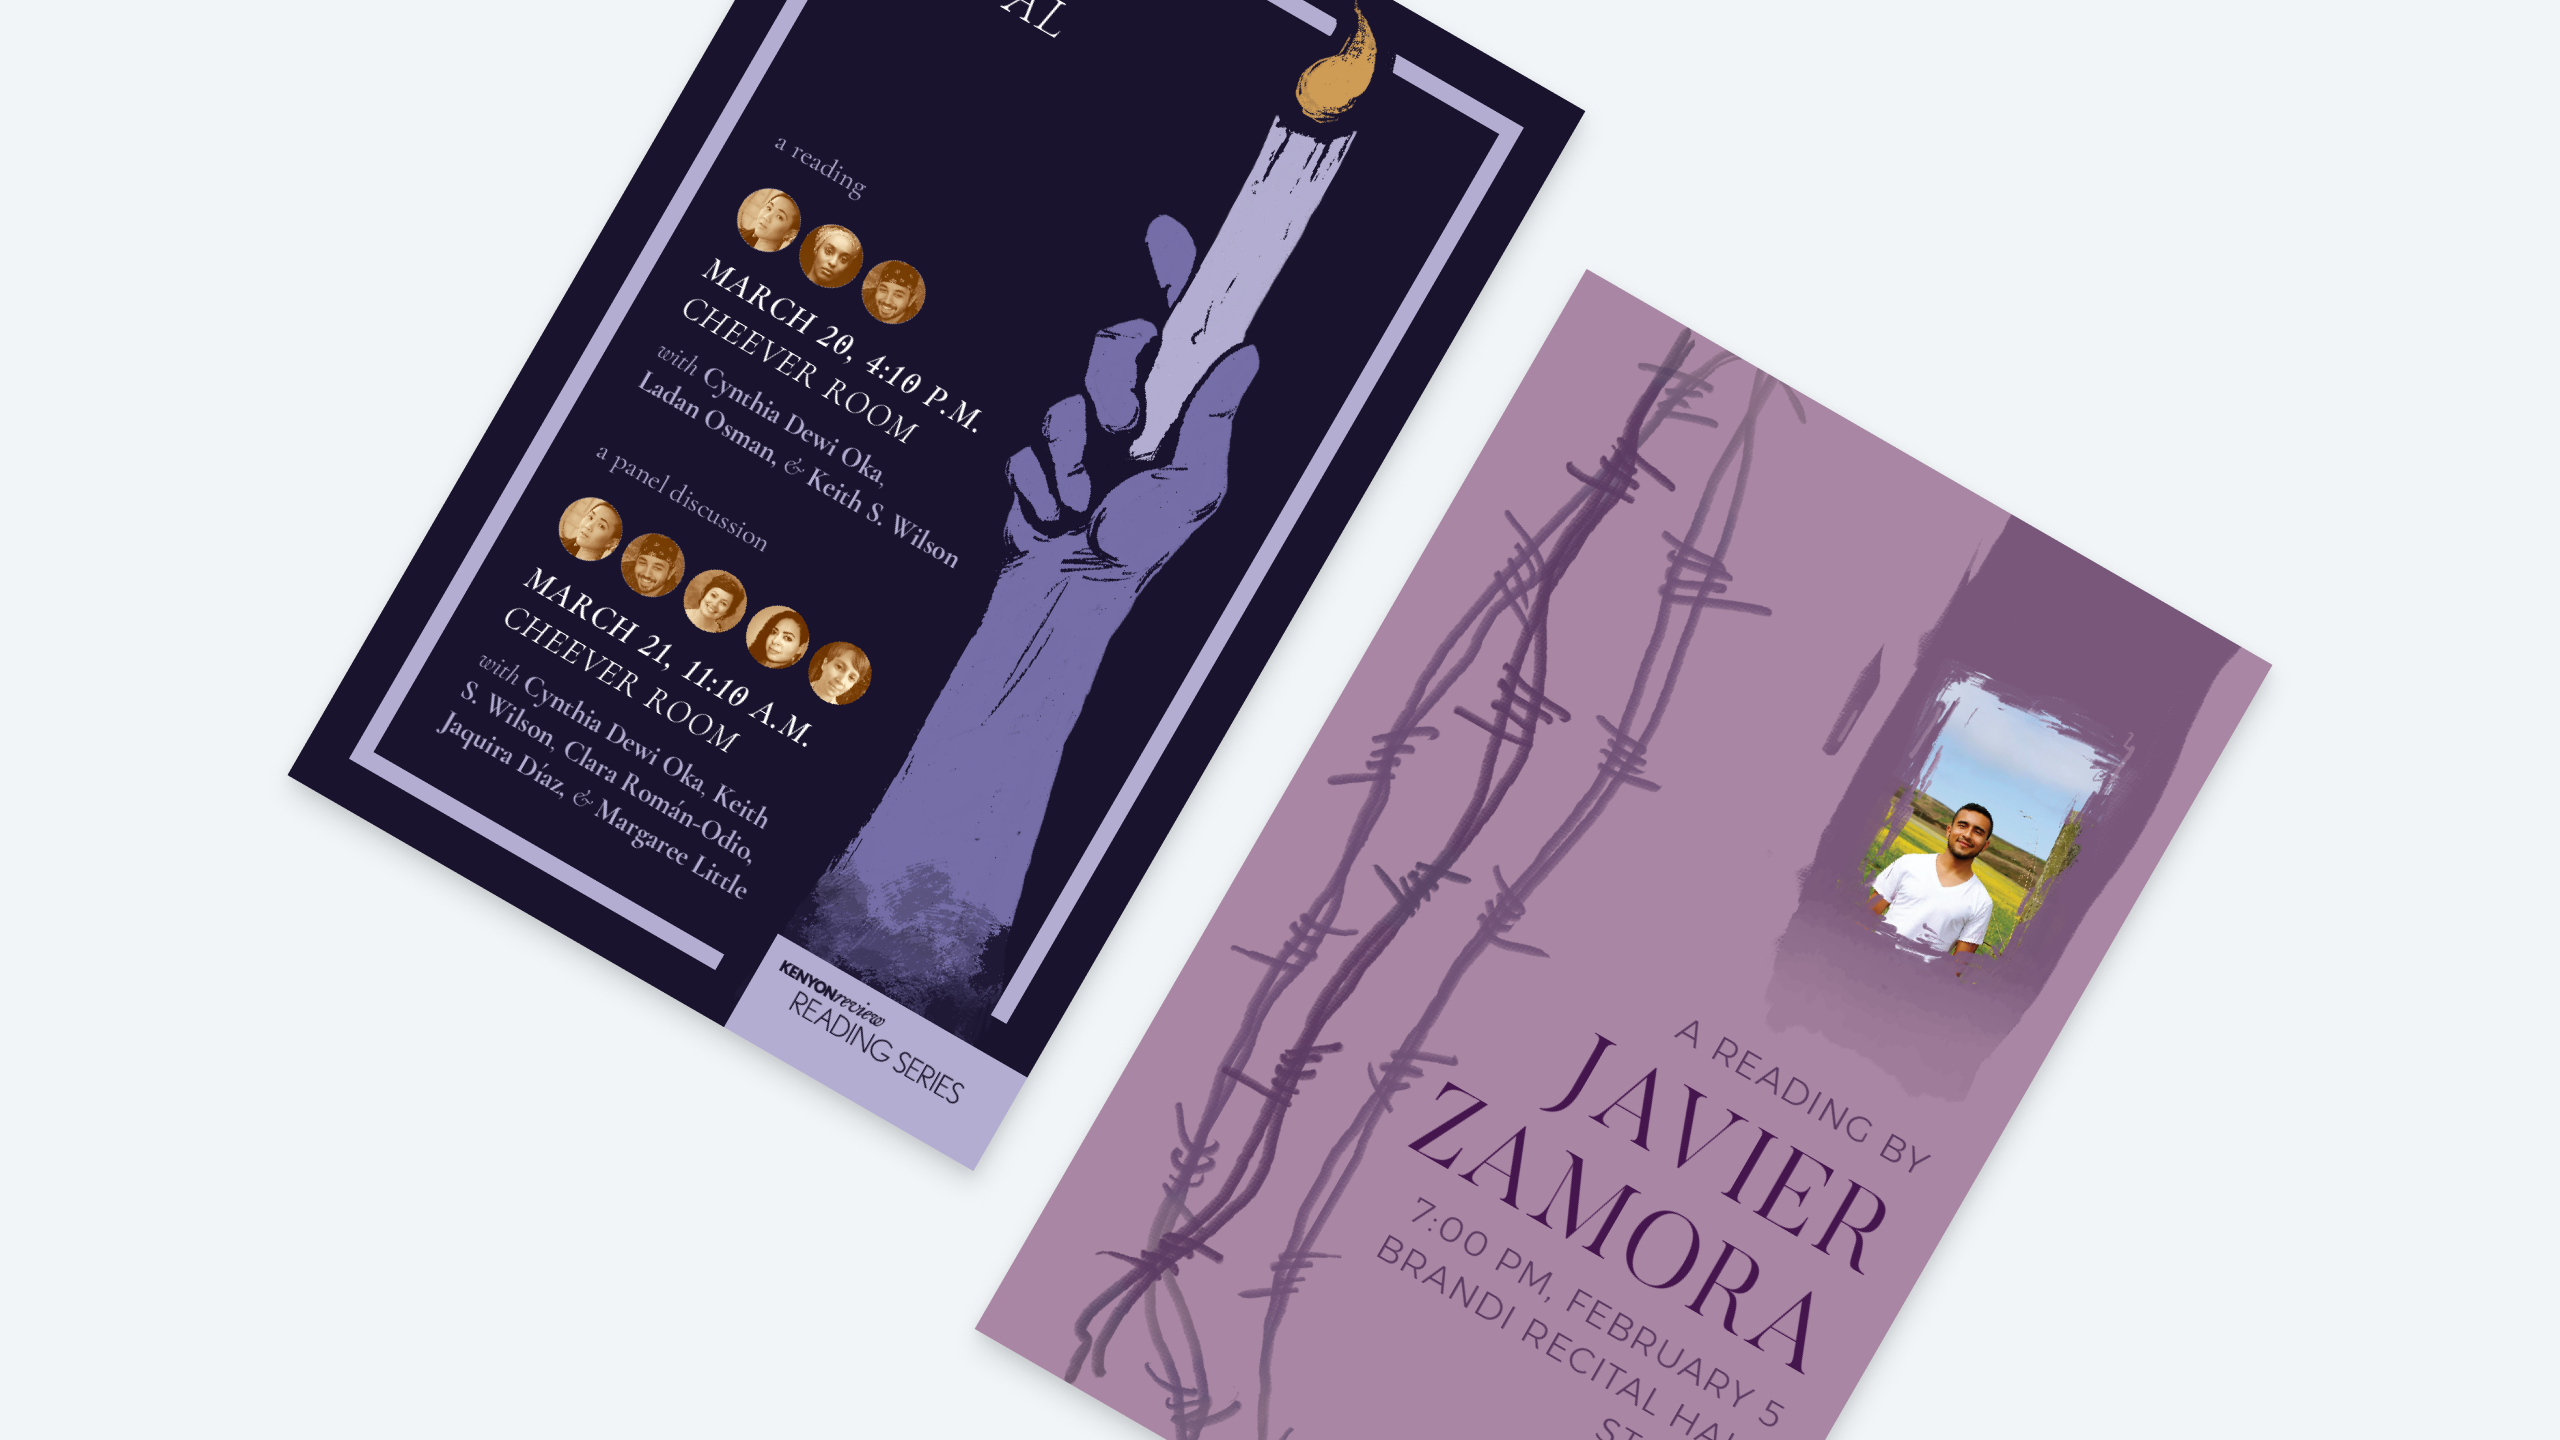 AL
a reading
MARCH 20, 4:10 P.M.
CHEEVER ROOM
with Cynthia Dewi Oka,
Ladan Osman, & Keith S. Wilson
a panel discussion
MARCH 21, 11:10 A.M.
CHEEVER ROOM
with Cynthia Dewi Oka, Keith
S. Wilson, Clara Román-Odio,
Jaquira Díaz, & Margaree Little
KENYONreview
READING SERIES
A READING BY
JAVIER
ZAMORA
7:00 PM, FEBRUARY 5
BRANDI RECITAL HAL
ST